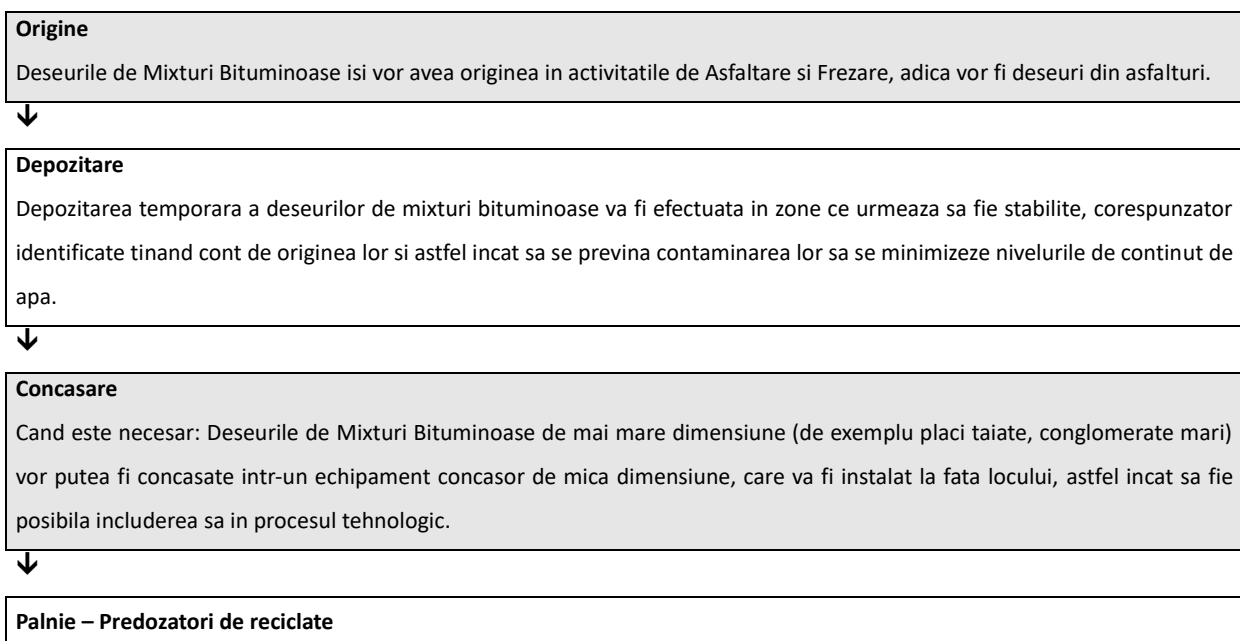 Origine
Deseurile de Mixturi Bituminoase isi vor avea originea in activitatile de Asfaltare si Frezare, adica vor fi deseuri din asfalturi.
↓
Depozitare
Depozitarea temporara a deseurilor de mixturi bituminoase va fi efectuata in zone ce urmeaza sa fie stabilite, corespunzator
identificate tinand cont de originea lor si astfel incat sa se previna contaminarea lor sa se minimizeze nivelurile de continut de
apa.
↓
Concasare
Cand este necesar: Deseurile de Mixturi Bituminoase de mai mare dimensiune (de exemplu placi taiate, conglomerate mari)
vor putea fi concasate intr-un echipament concasor de mica dimensiune, care va fi instalat la fata locului, astfel incat sa fie
posibila includerea sa in procesul tehnologic.
↓
Palnie – Predozatori de reciclate